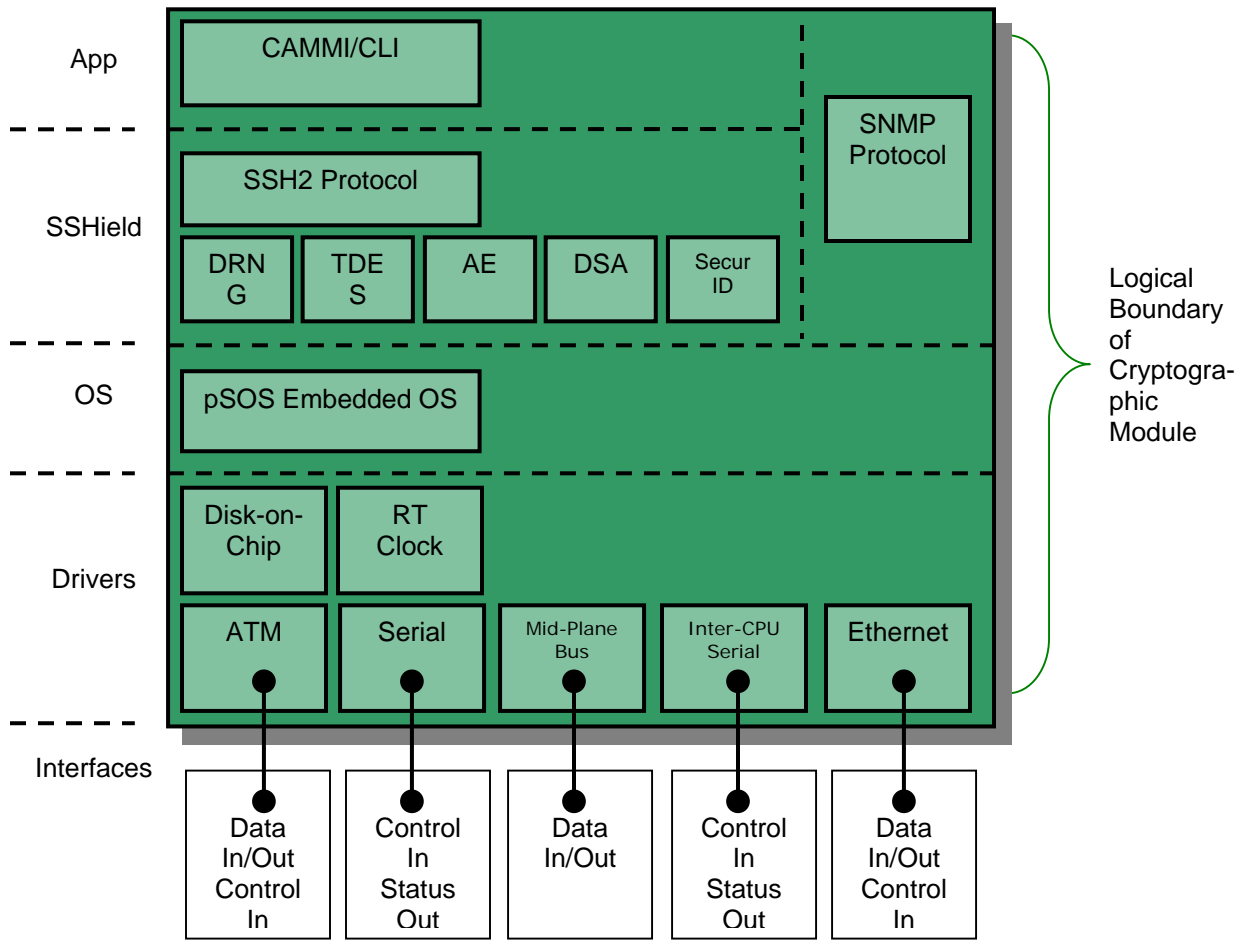 App
CAMMI/CLI
SNMP
Protocol
SSHield
SSH2 Protocol
DRN
G
TDE
S
AE
DSA
Secur
ID
Logical
Boundary
of
Cryptogra-
phic
Module
OS
pSOS Embedded OS
Drivers
Disk-on-
Chip
RT
Clock
ATM
Serial
Mid-Plane
Bus
Inter-CPU
Serial
Ethernet
Interfaces
Data
In/Out
Control
In
Control
In
Status
Out
Data
In/Out
Control
In
Status
Out
Data
In/Out
Control
In